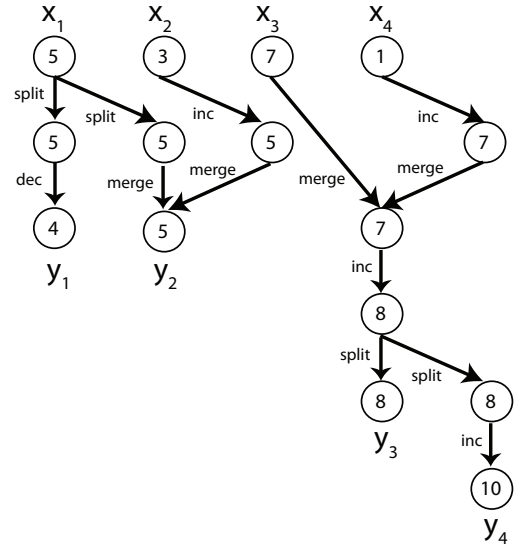 x1 x2 x3 x4
5 3 7 1
split split inc inc
5 5 5 7
dec merge merge merge merge
4 5 7
y1 y2
inc
8
split split
8 8
y3 inc
10
y4